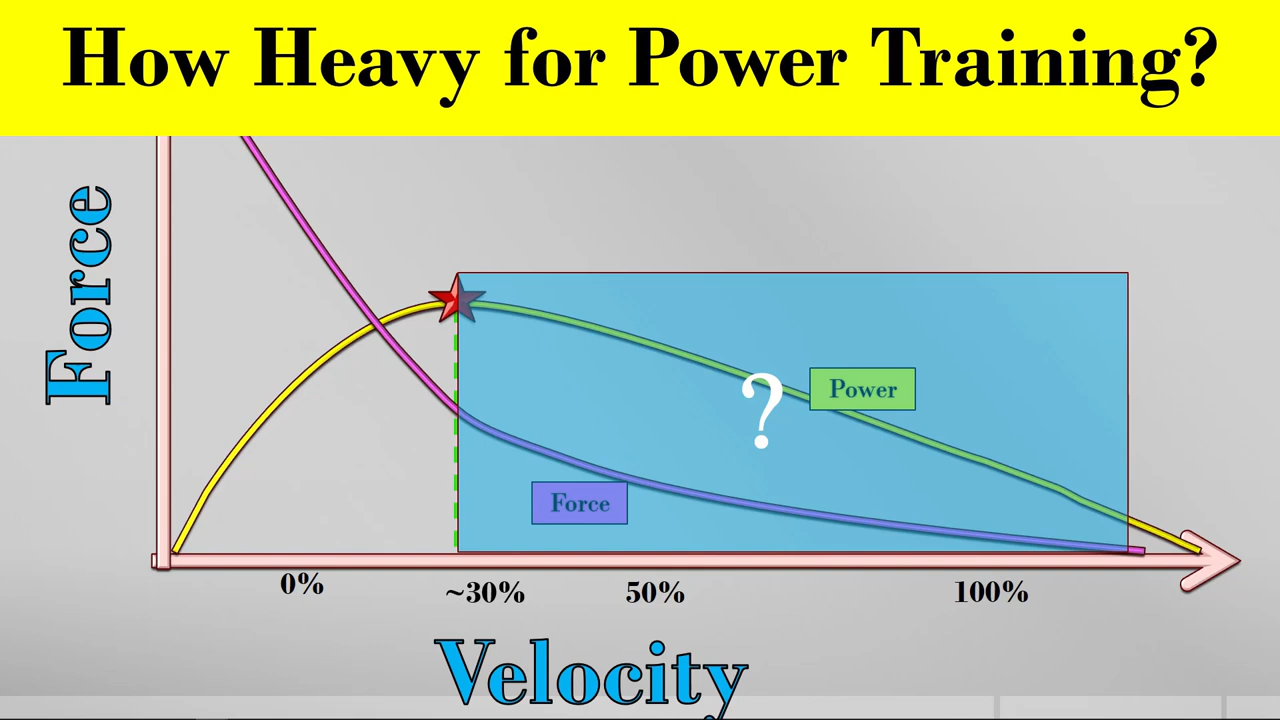 How Heavy for Power Training?
Force
Power
?
Force
0%
~30%
50%
100%
Velocity